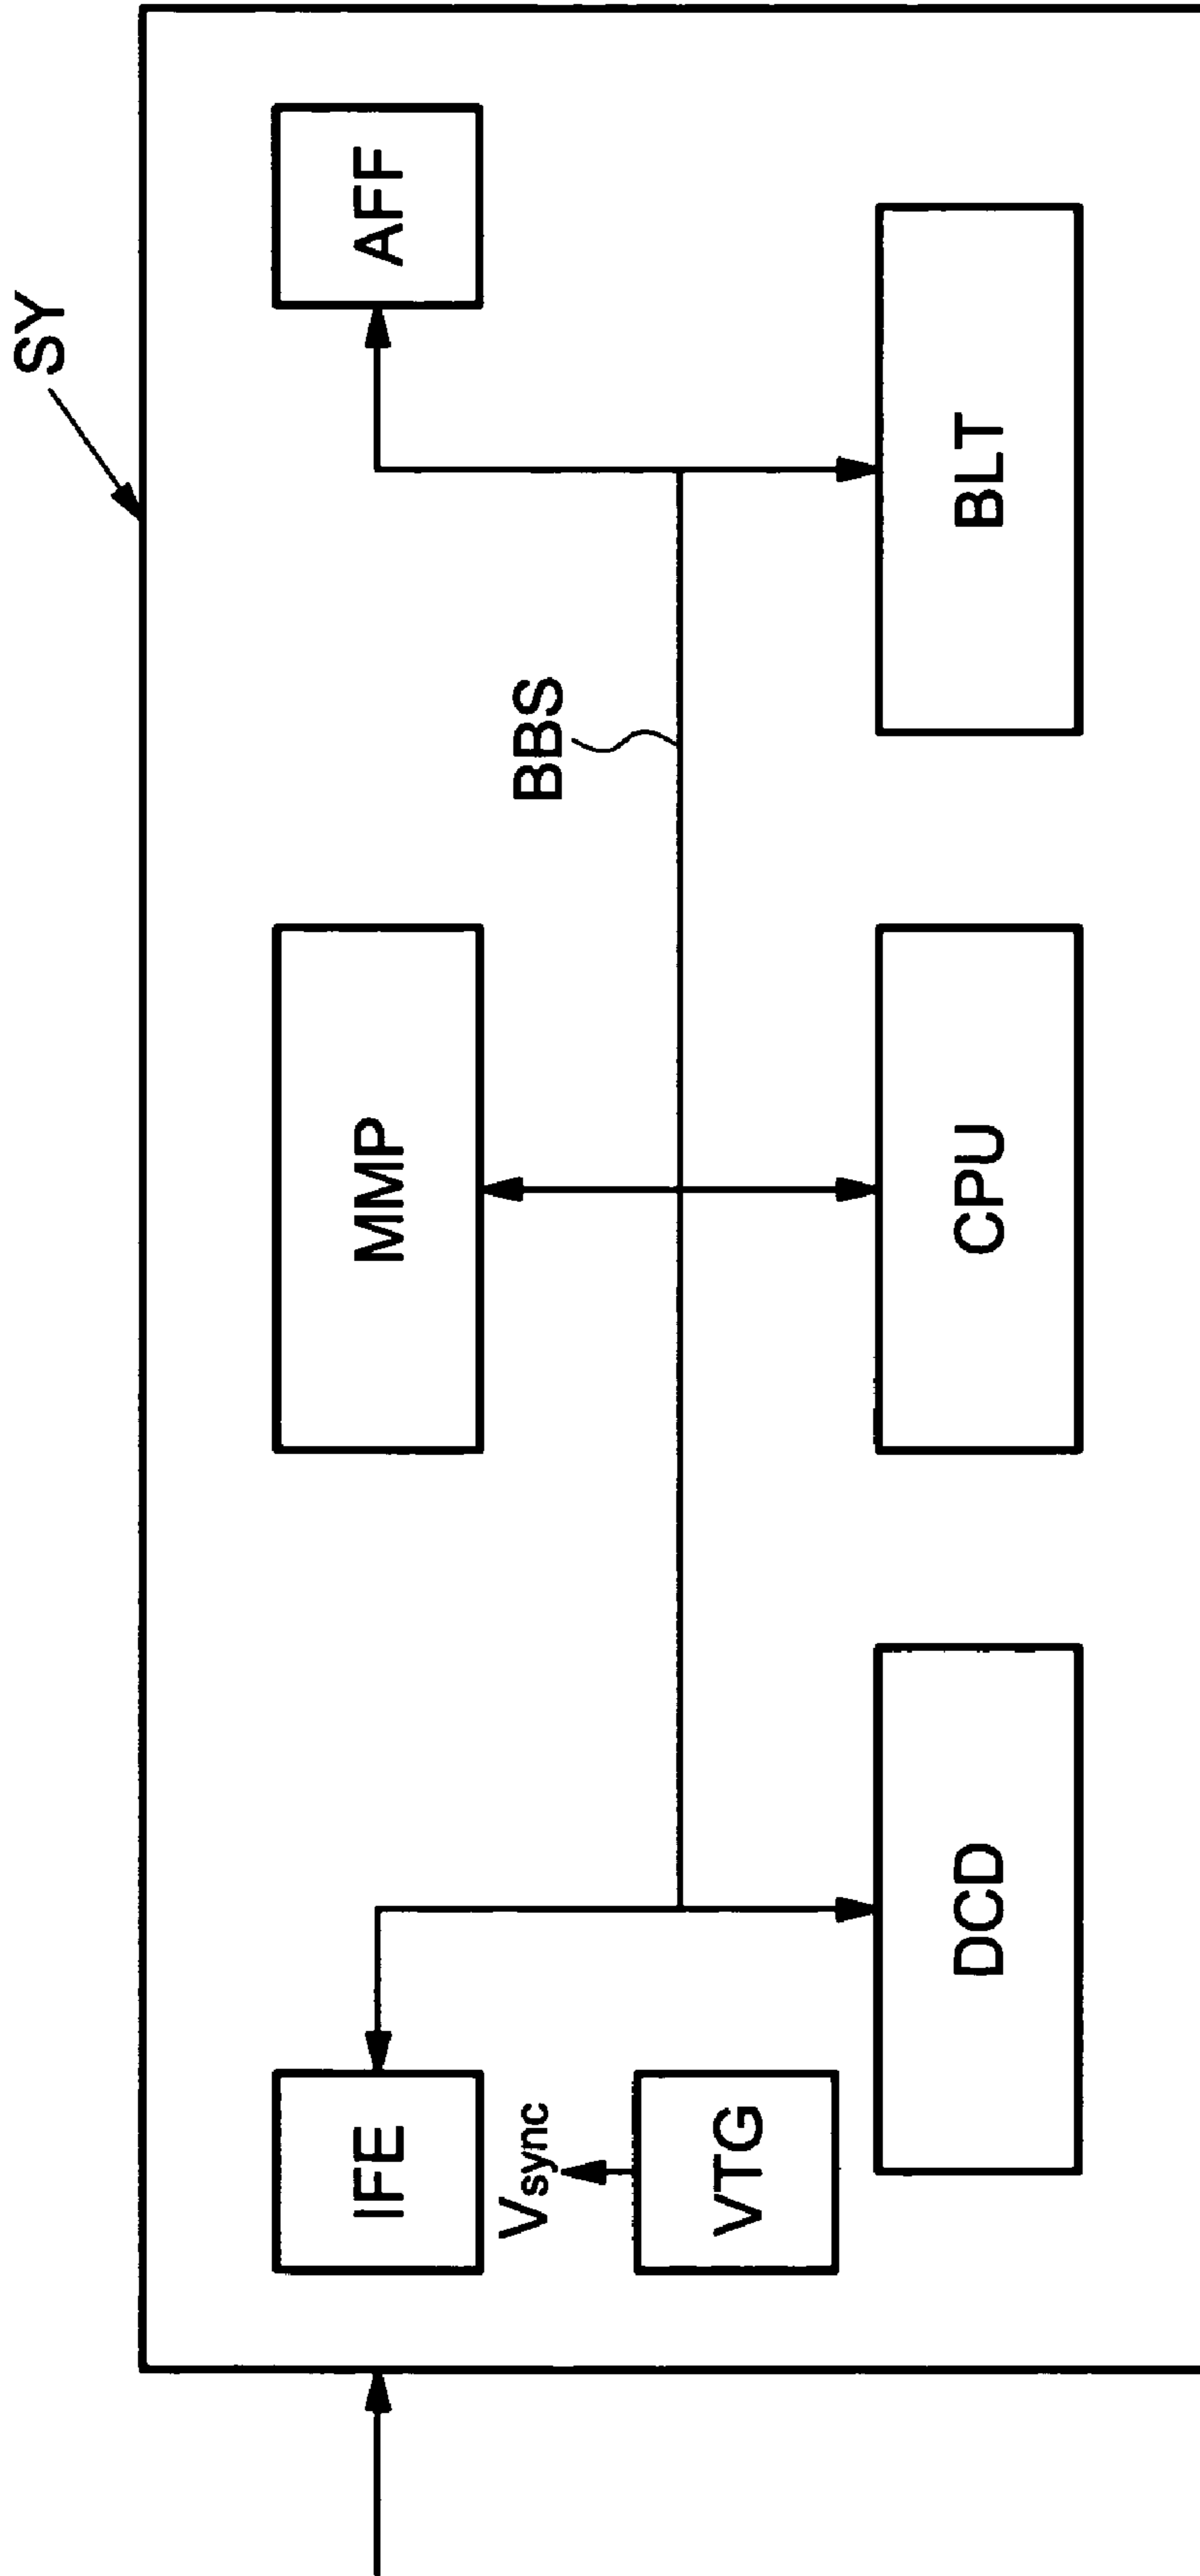 SY
IFE
MMP
AFF
Vsync
BBS
VTG
DCD
CPU
BLT